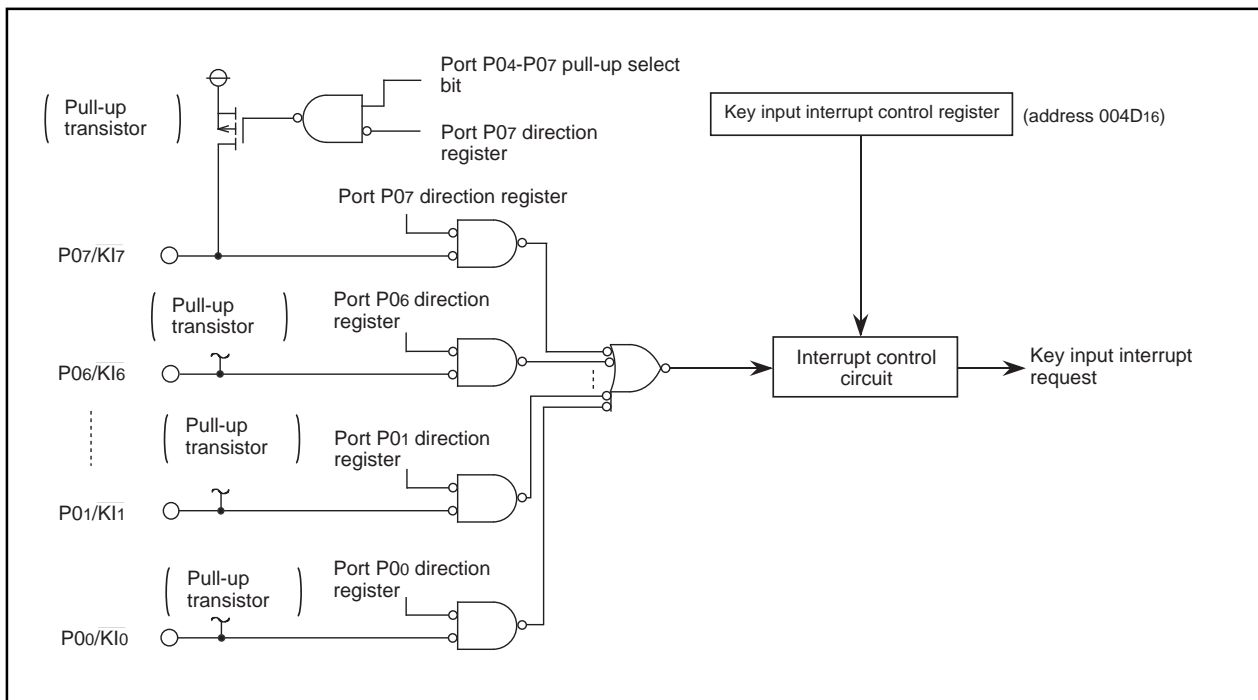 Port P04-P07 pull-up select
bit
Pull-up
transistor
Key input interrupt control register
(address 004D16)
Port P07 direction
register
Port P07 direction register
P07/KI7
Pull-up
transistor
Port P06 direction
register
P06/KI6
Interrupt control
circuit
Key input interrupt
request
Pull-up
transistor
Port P01 direction
register
P01/KI1
Pull-up
transistor
Port P00 direction
register
P00/KI0